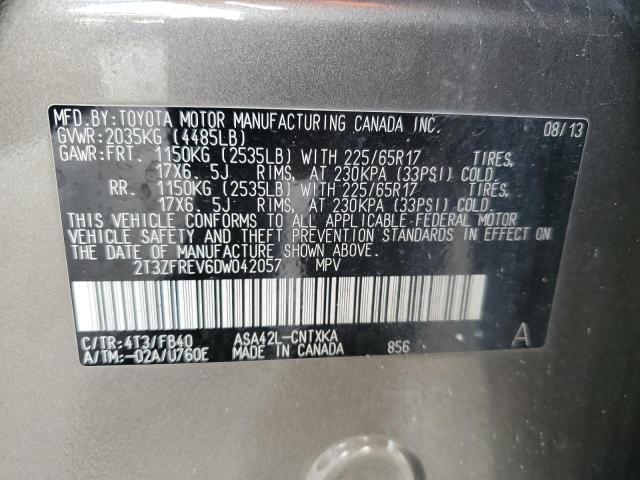 MFD.BY:TOYOTA MOTOR MANUFACTURING CANADA INC. 08/13
GVWR:2035KG (4485LB)
GAWR:FRT. 1150KG (2535LB) WITH 225/65R17 TIRES,
17X6. 5J RIMS, AT 230KPA (33PSI) COLD.
RR. 1150KG (2535LB) WITH 225/65R17 TIRES,
17X6. 5J RIMS, AT 230KPA (33PSI) COLD.
THIS VEHICLE CONFORMS TO ALL APPLICABLE FEDERAL MOTOR
VEHICLE SAFETY AND THEFT PREVENTION STANDARDS IN EFFECT ON
THE DATE OF MANUFACTURE SHOWN ABOVE.
2T3ZFREV6DW042057 MPV
C/TR:4T3/FB40 ASA42L-CNTXKA A
A/TM:-02A/U760E MADE IN CANADA 856